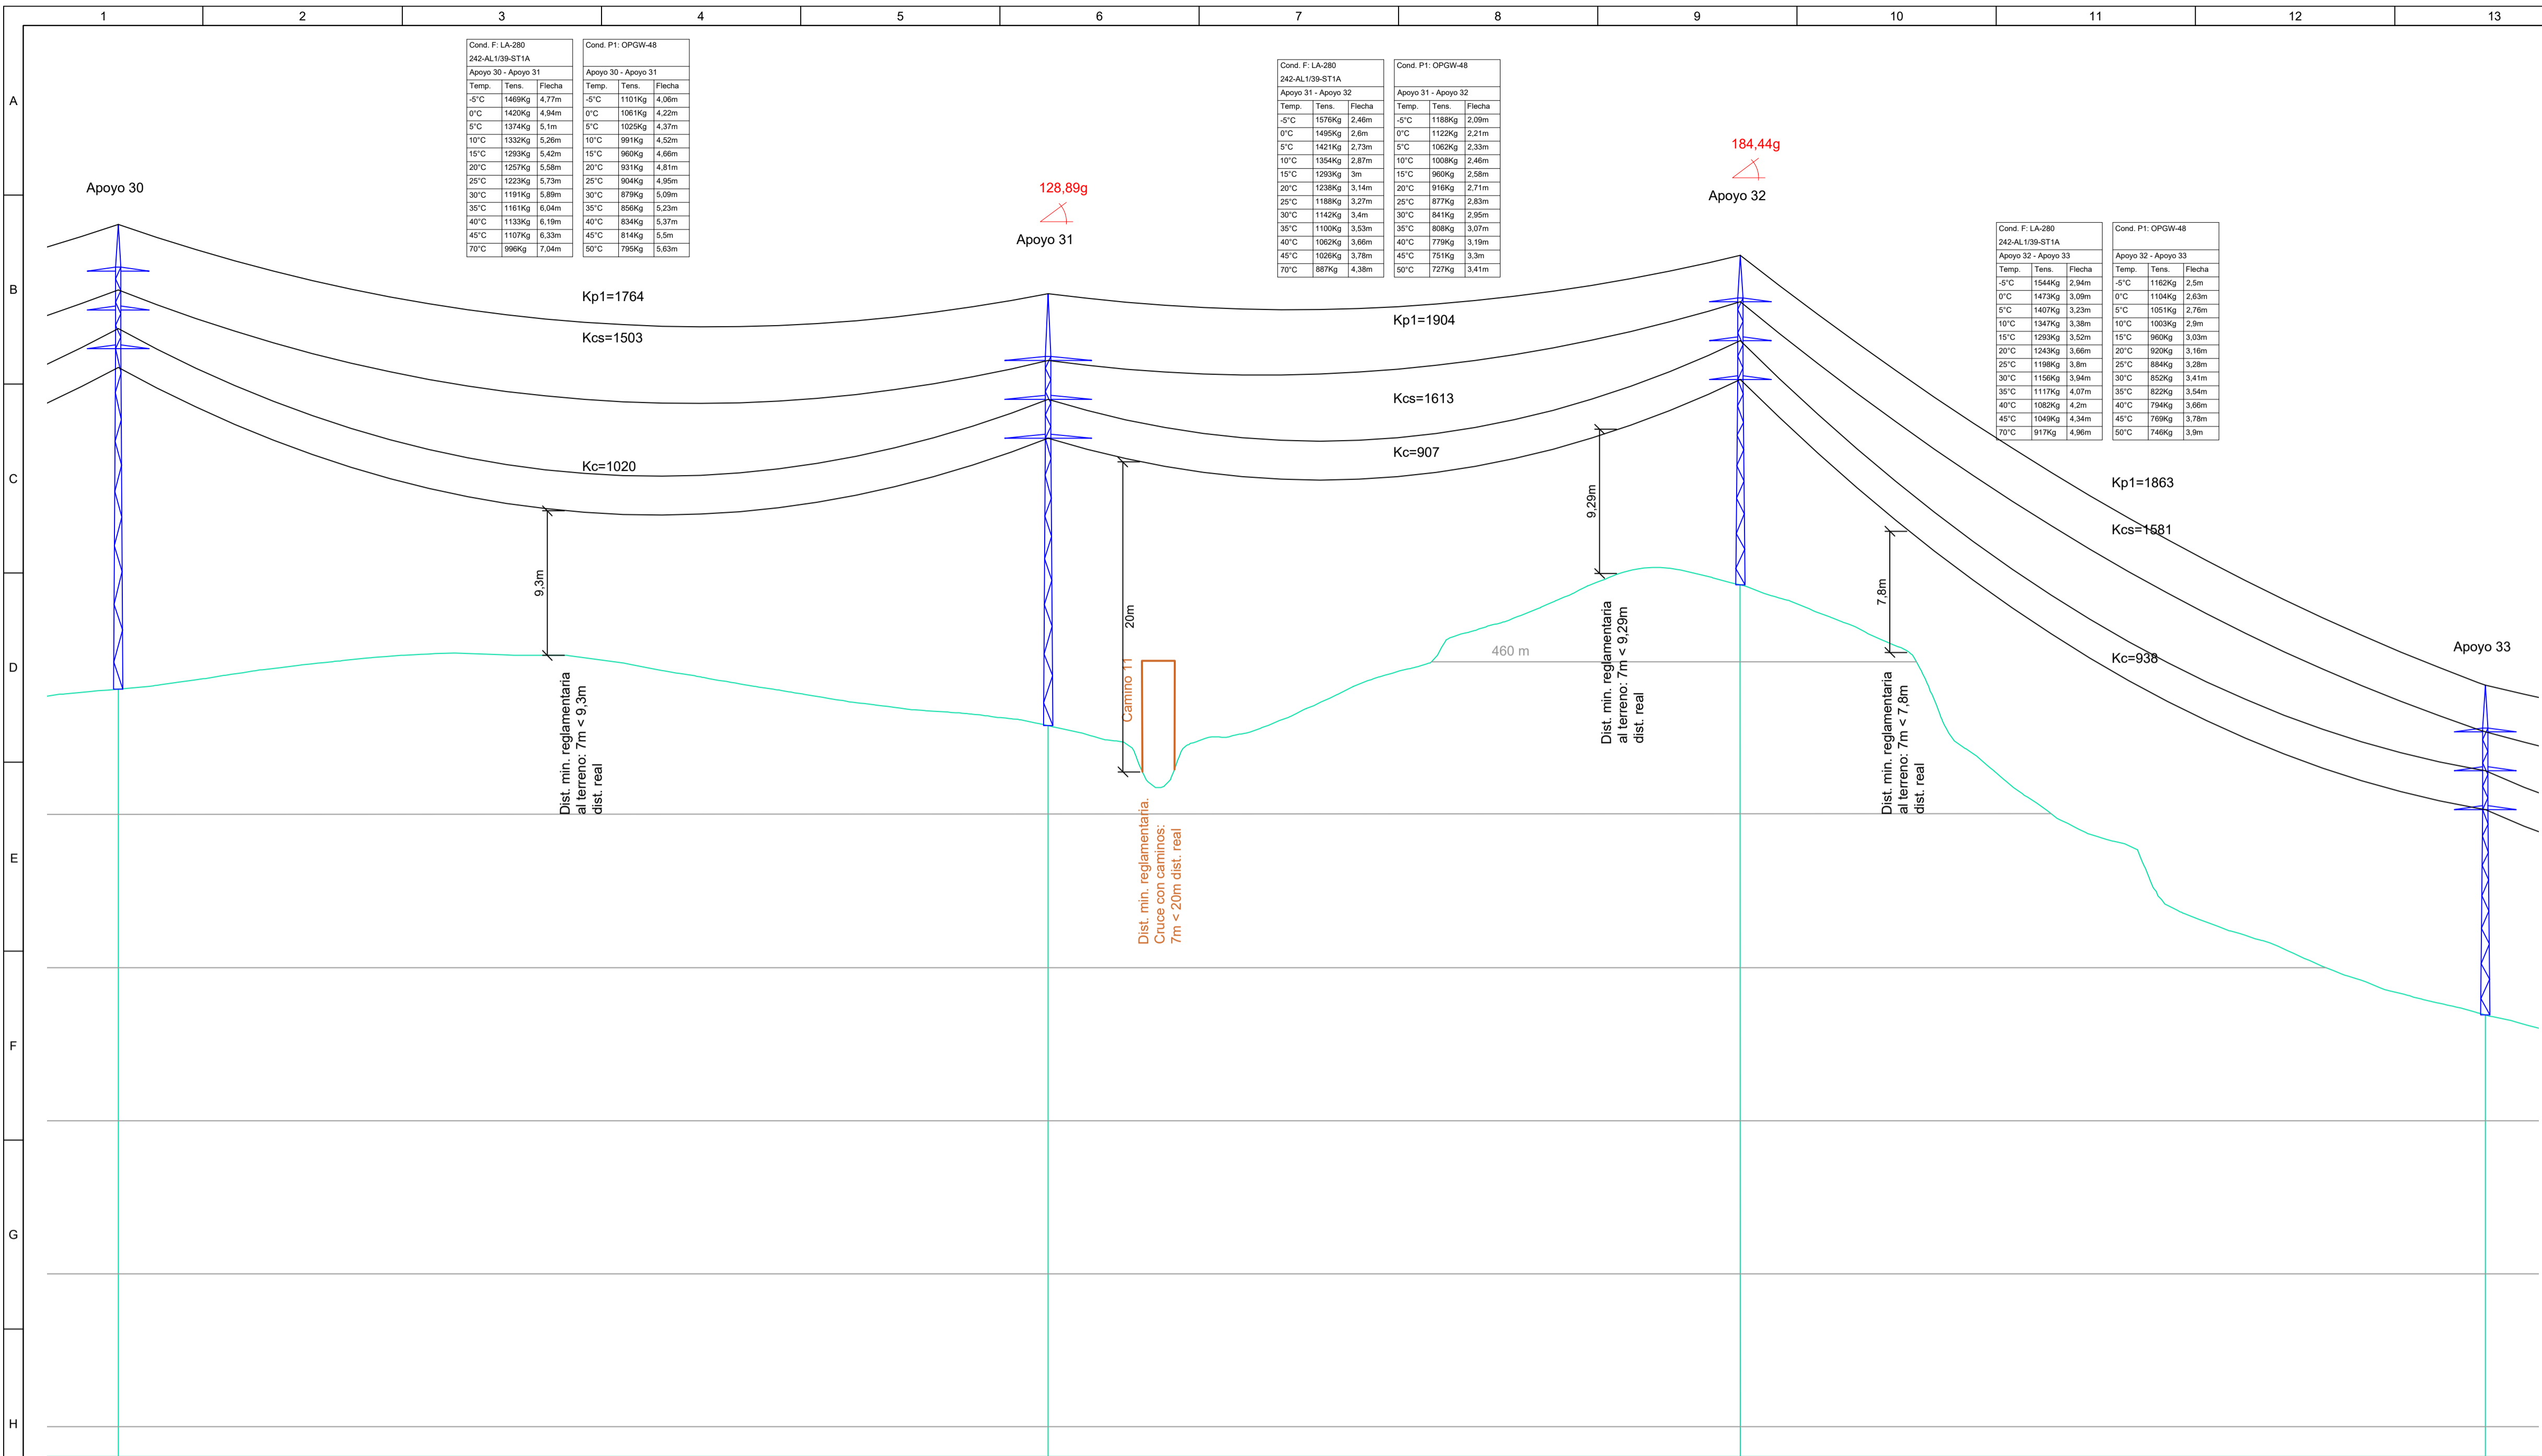 1 2 3 4 5 6 7 8 9 10 11 12 13
A
B
C
D
E
F
G
H
Cond. F: LA-280
242-AL1/39-ST1A
Apoyo 30 - Apoyo 31
Temp. Tens. Flecha
-5°C 1469Kg 4,77m
0°C 1420Kg 4,94m
5°C 1374Kg 5,1m
10°C 1332Kg 5,26m
15°C 1293Kg 5,42m
20°C 1257Kg 5,58m
25°C 1223Kg 5,73m
30°C 1191Kg 5,89m
35°C 1161Kg 6,04m
40°C 1133Kg 6,19m
45°C 1107Kg 6,33m
70°C 996Kg 7,04m
Cond. P1: OPGW-48
Apoyo 30 - Apoyo 31
Temp. Tens. Flecha
-5°C 1101Kg 4,06m
0°C 1061Kg 4,22m
5°C 1025Kg 4,37m
10°C 991Kg 4,52m
15°C 960Kg 4,66m
20°C 931Kg 4,81m
25°C 904Kg 4,95m
30°C 879Kg 5,09m
35°C 856Kg 5,23m
40°C 834Kg 5,37m
45°C 814Kg 5,5m
50°C 795Kg 5,63m
Cond. F: LA-280
242-AL1/39-ST1A
Apoyo 31 - Apoyo 32
Temp. Tens. Flecha
-5°C 1576Kg 2,46m
0°C 1495Kg 2,6m
5°C 1421Kg 2,73m
10°C 1354Kg 2,87m
15°C 1293Kg 3m
20°C 1238Kg 3,14m
25°C 1188Kg 3,27m
30°C 1142Kg 3,4m
35°C 1100Kg 3,53m
40°C 1062Kg 3,66m
45°C 1026Kg 3,78m
70°C 887Kg 4,38m
Cond. P1: OPGW-48
Apoyo 31 - Apoyo 32
Temp. Tens. Flecha
-5°C 1188Kg 2,09m
0°C 1122Kg 2,21m
5°C 1062Kg 2,33m
10°C 1008Kg 2,46m
15°C 960Kg 2,58m
20°C 916Kg 2,71m
25°C 877Kg 2,83m
30°C 841Kg 2,95m
35°C 808Kg 3,07m
40°C 779Kg 3,19m
45°C 751Kg 3,3m
50°C 727Kg 3,41m
Cond. F: LA-280
242-AL1/39-ST1A
Apoyo 32 - Apoyo 33
Temp. Tens. Flecha
-5°C 1544Kg 2,94m
0°C 1473Kg 3,09m
5°C 1407Kg 3,23m
10°C 1347Kg 3,38m
15°C 1293Kg 3,52m
20°C 1243Kg 3,66m
25°C 1198Kg 3,8m
30°C 1156Kg 3,94m
35°C 1117Kg 4,07m
40°C 1082Kg 4,2m
45°C 1049Kg 4,34m
70°C 917Kg 4,96m
Cond. P1: OPGW-48
Apoyo 32 - Apoyo 33
Temp. Tens. Flecha
-5°C 1162Kg 2,5m
0°C 1104Kg 2,63m
5°C 1051Kg 2,76m
10°C 1003Kg 2,9m
15°C 960Kg 3,03m
20°C 920Kg 3,16m
25°C 884Kg 3,28m
30°C 852Kg 3,41m
35°C 822Kg 3,54m
40°C 794Kg 3,66m
45°C 769Kg 3,78m
50°C 746Kg 3,9m
Apoyo 30
128,89g
Apoyo 31
184,44g
Apoyo 32
Apoyo 33
Kp1=1764
Kcs=1503
Kc=1020
Kp1=1904
Kcs=1613
Kc=907
Kp1=1863
Kcs=1581
Kc=938
9,3m
Dist. min. reglamentaria
al terreno: 7m < 9,3m
dist. real
20m
Camino 11
Dist. min. reglamentaria.
Cruce con caminos:
7m < 20m dist. real
460 m
9,29m
Dist. min. reglamentaria
al terreno: 7m < 9,29m
dist. real
7,8m
Dist. min. reglamentaria
al terreno: 7m < 7,8m
dist. real